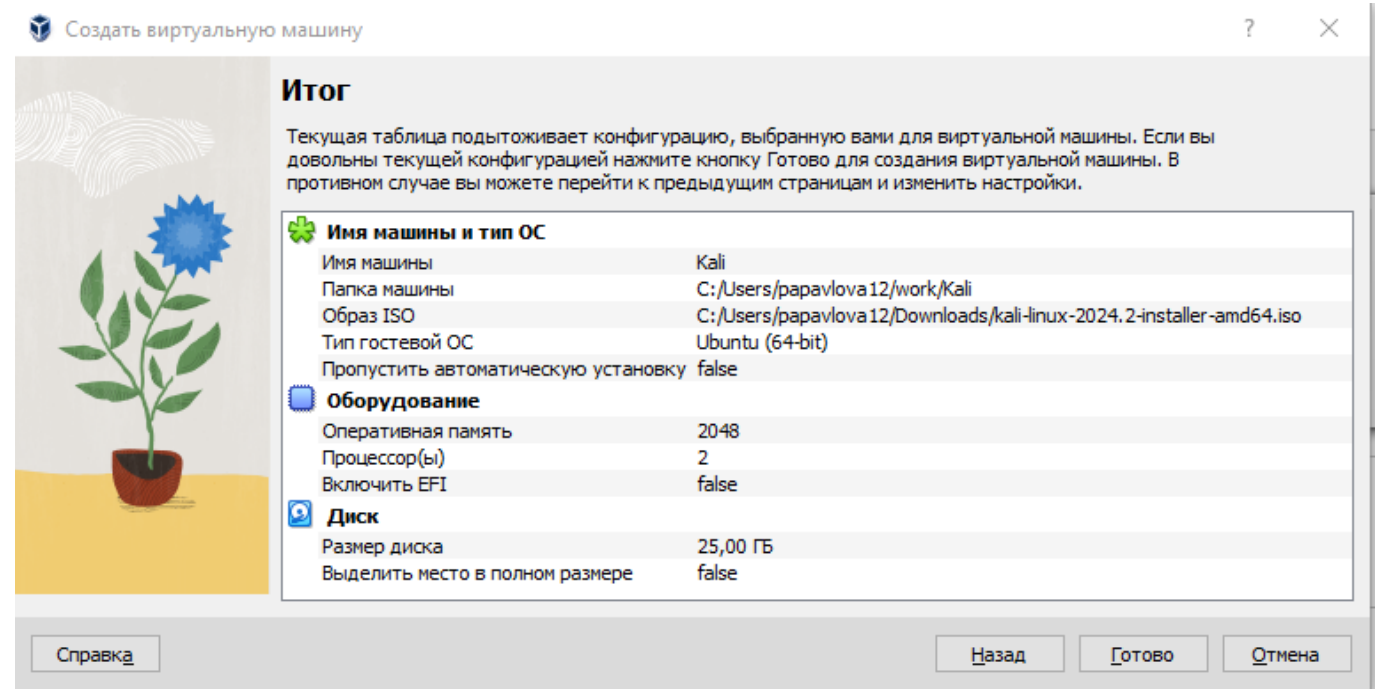 Создать виртуальную машину
?
Итог
Текущая таблица подытоживает конфигурацию, выбранную вами для виртуальной машины. Если вы
довольны текущей конфигурацией нажмите кнопку Готово для создания виртуальной машины. В
противном случае вы можете перейти к предыдущим страницам и изменить настройки.
Имя машины и тип ОС
Имя машины Kali
Папка машины C:/Users/papavlova12/work/Kali
Образ ISO C:/Users/papavlova12/Downloads/kali-linux-2024.2-installer-amd64.iso
Тип гостевой ОС Ubuntu (64-bit)
Пропустить автоматическую установку false
Оборудование
Оперативная память 2048
Процессор(ы) 2
Включить EFI false
Диск
Размер диска 25,00 ГБ
Выделить место в полном размере false
Справка Назад Готово Отмена